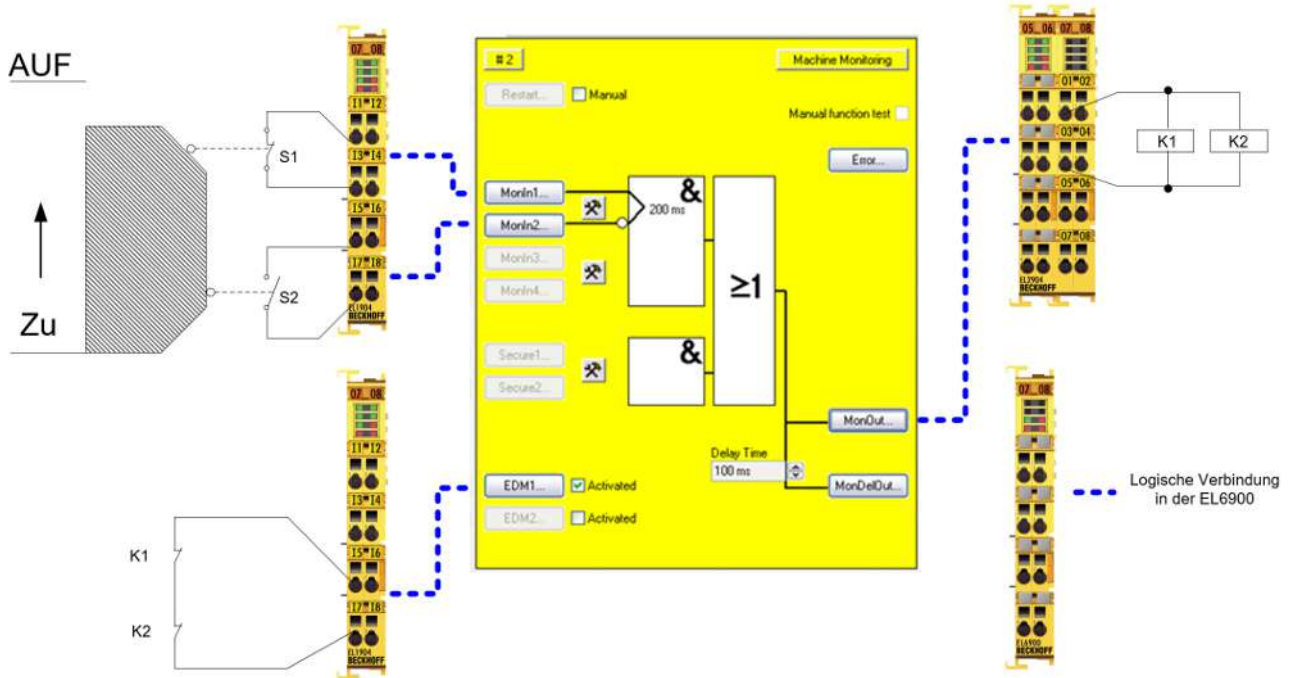 AUF
Zu
S1
S2
07...08
I1 I2
I3 I4
I5 I6
I7 I8
EL1904
BECKHOFF
K1
K2
07...08
I1 I2
I3 I4
I5 I6
I7 I8
EL1904
BECKHOFF
# 2
Machine Monitoring
Restart...
Manual
Manual function test
Error...
MonIn1...
MonIn2...
MonIn3...
MonIn4...
&
200 ms
≥1
Secure1...
Secure2...
&
MonOut...
Delay Time
100 ms
MonDelOut...
EDM1...
Activated
EDM2...
Activated
05...06 07...08
01 02
03 04
05 06
07 08
EL2904
BECKHOFF
K1
K2
07...08
EL6900
BECKHOFF
Logische Verbindung
in der EL6900